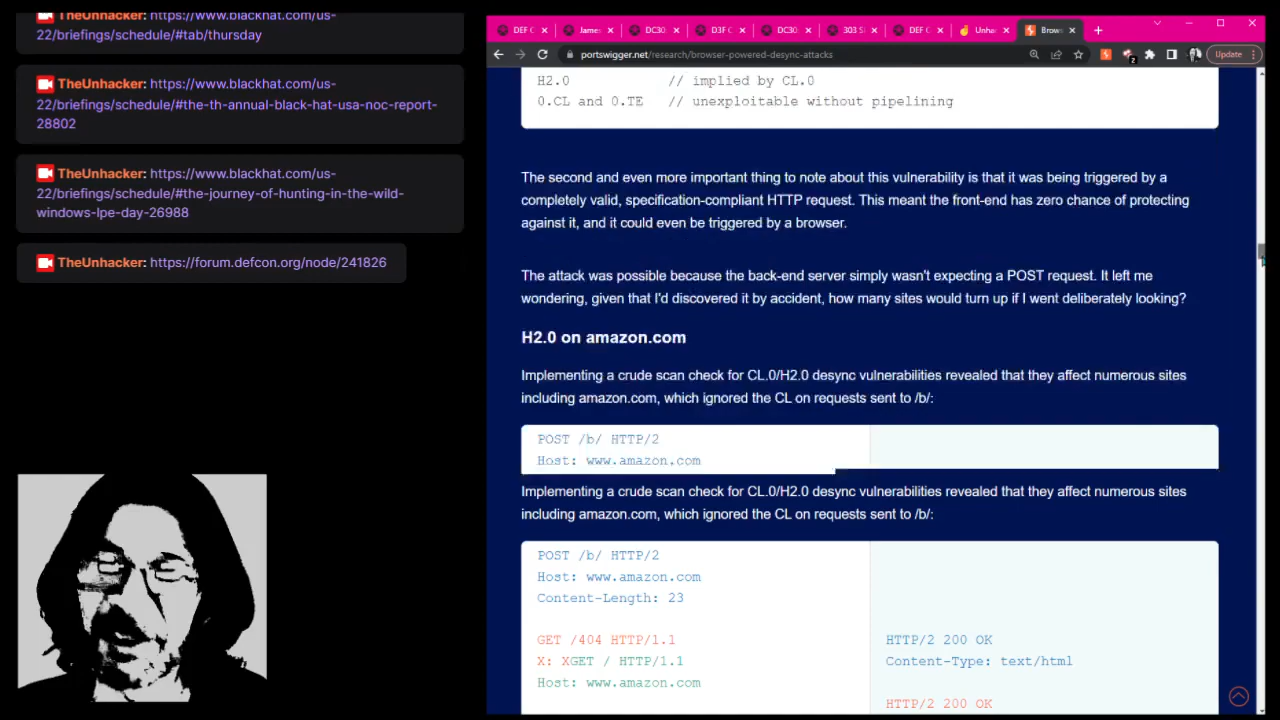 TheUnhacker: https://www.blackhat.com/us-
22/briefings/schedule/#tab/thursday
TheUnhacker: https://www.blackhat.com/us-
22/briefings/schedule/#the-th-annual-black-hat-usa-noc-report-
28802
TheUnhacker: https://www.blackhat.com/us-
22/briefings/schedule/#the-journey-of-hunting-in-the-wild-
windows-lpe-day-26988
TheUnhacker: https://forum.defcon.org/node/241826
DEF C
James
DC30
D3F C
DC30
303 S
DEF C
Unha
Brow
portswigger.net/research/browser-powered-desync-attacks
2
Update
H2.0 // implied by CL.0
0.CL and 0.TE // unexploitable without pipelining
The second and even more important thing to note about this vulnerability is that it was being triggered by a
completely valid, specification-compliant HTTP request. This meant the front-end has zero chance of protecting
against it, and it could even be triggered by a browser.
The attack was possible because the back-end server simply wasn't expecting a POST request. It left me
wondering, given that I'd discovered it by accident, how many sites would turn up if I went deliberately looking?
H2.0 on amazon.com
Implementing a crude scan check for CL.0/H2.0 desync vulnerabilities revealed that they affect numerous sites
including amazon.com, which ignored the CL on requests sent to /b/:
POST /b/ HTTP/2
Host: www.amazon.com
Implementing a crude scan check for CL.0/H2.0 desync vulnerabilities revealed that they affect numerous sites
including amazon.com, which ignored the CL on requests sent to /b/:
POST /b/ HTTP/2
Host: www.amazon.com
Content-Length: 23
GET /404 HTTP/1.1
X: XGET / HTTP/1.1
Host: www.amazon.com
HTTP/2 200 OK
Content-Type: text/html
HTTP/2 200 OK